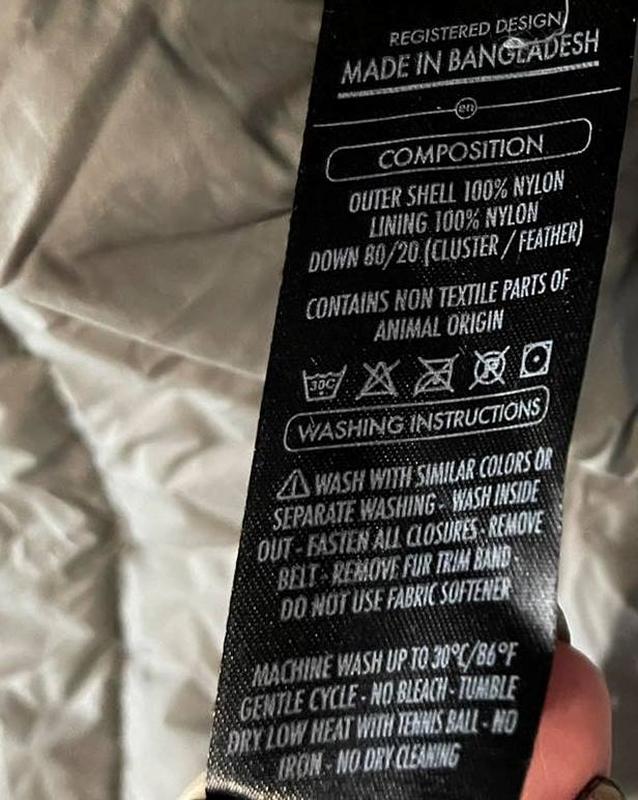 REGISTERED DESIGN
MADE IN BANGLADESH
en
COMPOSITION
OUTER SHELL 100% NYLON
LINING 100% NYLON
DOWN 80/20 (CLUSTER / FEATHER)
CONTAINS NON TEXTILE PARTS OF
ANIMAL ORIGIN
30C
WASHING INSTRUCTIONS
WASH WITH SIMILAR COLORS OR
SEPARATE WASHING - WASH INSIDE
OUT - FASTEN ALL CLOSURES - REMOVE
BELT - REMOVE FUR TRIM BAND
DO NOT USE FABRIC SOFTENER
MACHINE WASH UP TO 30°C/86°F
GENTLE CYCLE - NO BLEACH - TUMBLE
DRY LOW HEAT WITH TENNIS BALL - NO
IRON - NO DRY CLEANING